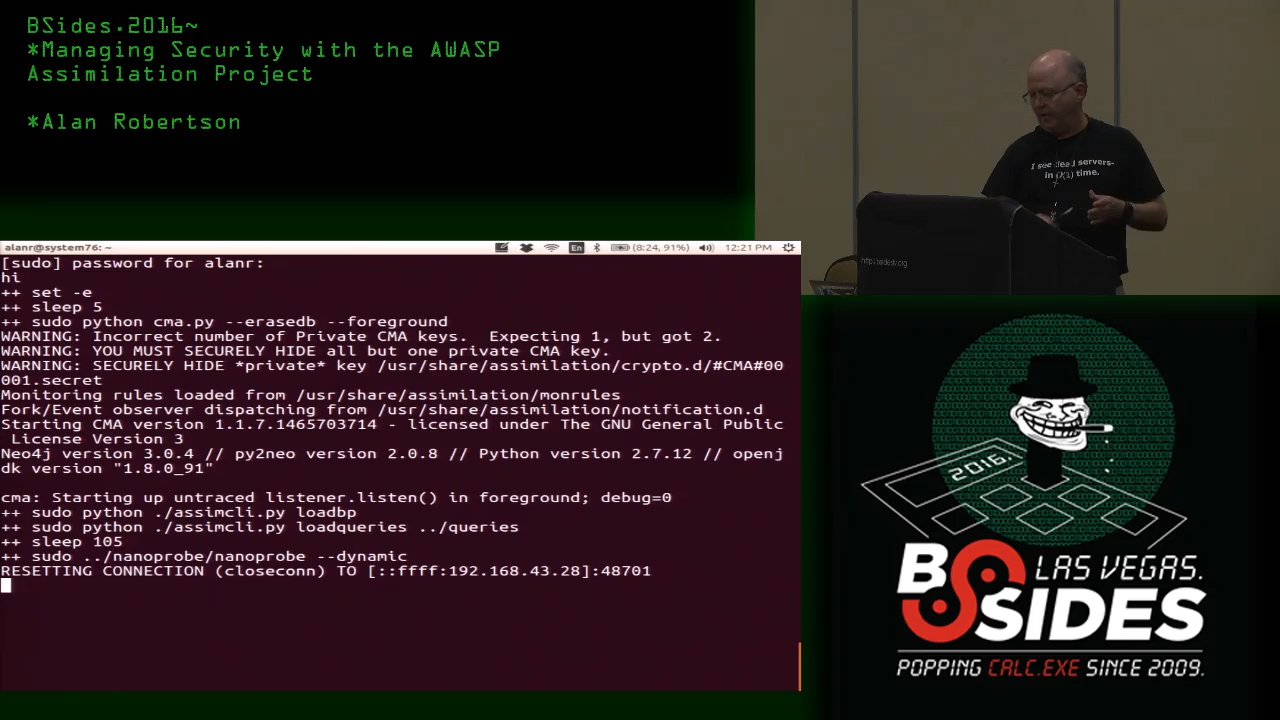 BSides.2016~
*Managing Security with the AWASP
Assimilation Project
*Alan Robertson
I see dead servers-
in O(1) time.
http://bsideslv.org
alanr@system76: ~
En
(8:24, 91%)
12:21 PM
[sudo] password for alanr:
hi
++ set -e
++ sleep 5
++ sudo python cma.py --erasedb --foreground
WARNING: Incorrect number of Private CMA keys.  Expecting 1, but got 2.
WARNING: YOU MUST SECURELY HIDE all but one private CMA key.
WARNING: SECURELY HIDE *private* key /usr/share/assimilation/crypto.d/#CMA#00
001.secret
Monitoring rules loaded from /usr/share/assimilation/monrules
Fork/Event observer dispatching from /usr/share/assimilation/notification.d
Starting CMA version 1.1.7.1465703714 - licensed under The GNU General Public
License Version 3
Neo4j version 3.0.4 // py2neo version 2.0.8 // Python version 2.7.12 // openj
dk version "1.8.0_91"
cma: Starting up untraced listener.listen() in foreground; debug=0
++ sudo python ./assimcli.py loadbp
++ sudo python ./assimcli.py loadqueries ../queries
++ sleep 105
++ sudo ../nanoprobe/nanoprobe --dynamic
RESETTING CONNECTION (closeconn) TO [::ffff:192.168.43.28]:48701
2016.
BSIDES
LAS VEGAS.
POPPING CALC.EXE SINCE 2009.